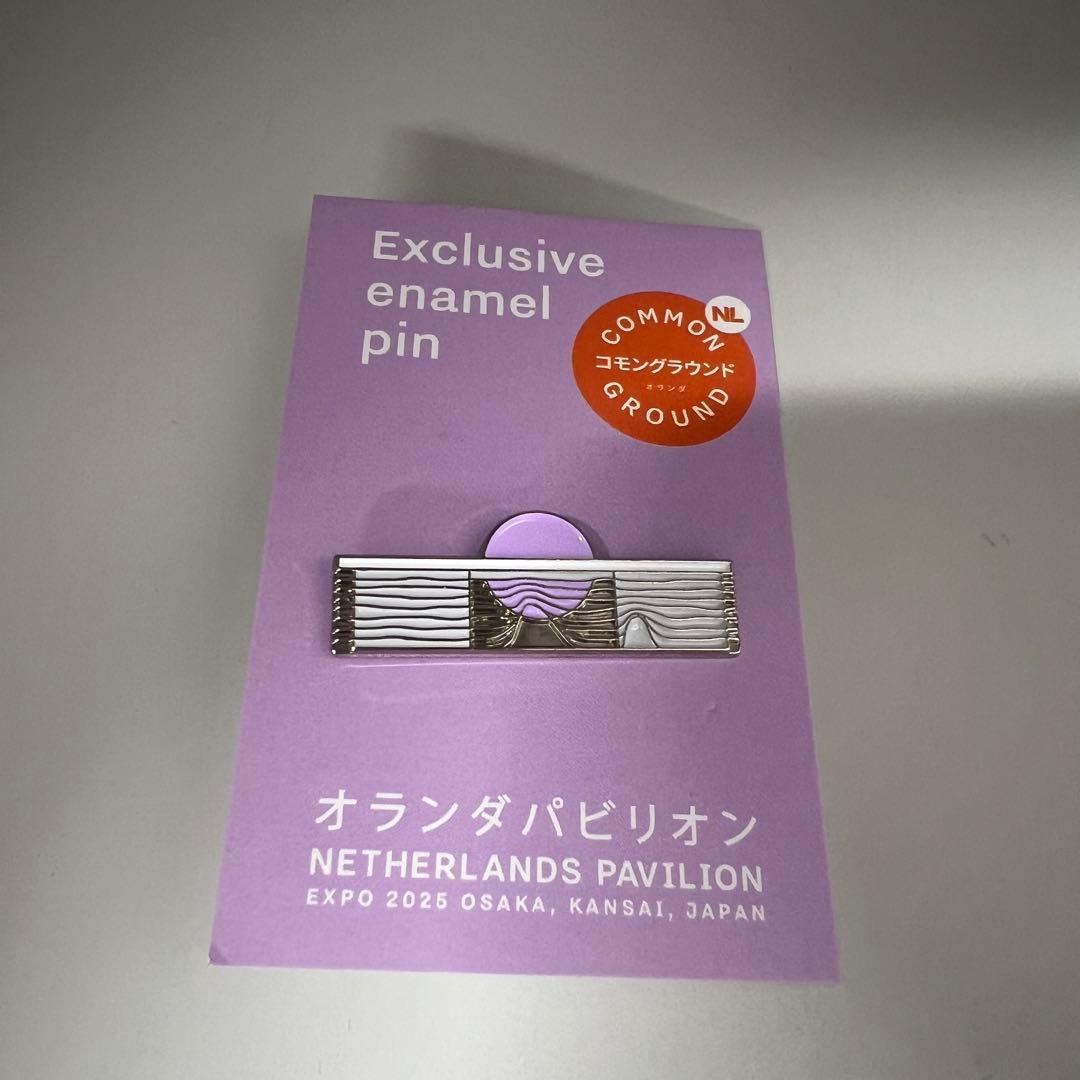 Exclusive
enamel
pin
NL
COMMON
コモングラウンド
オランダ
GROUND
オランダパビリオン
NETHERLANDS PAVILION
EXPO 2025 OSAKA, KANSAI, JAPAN